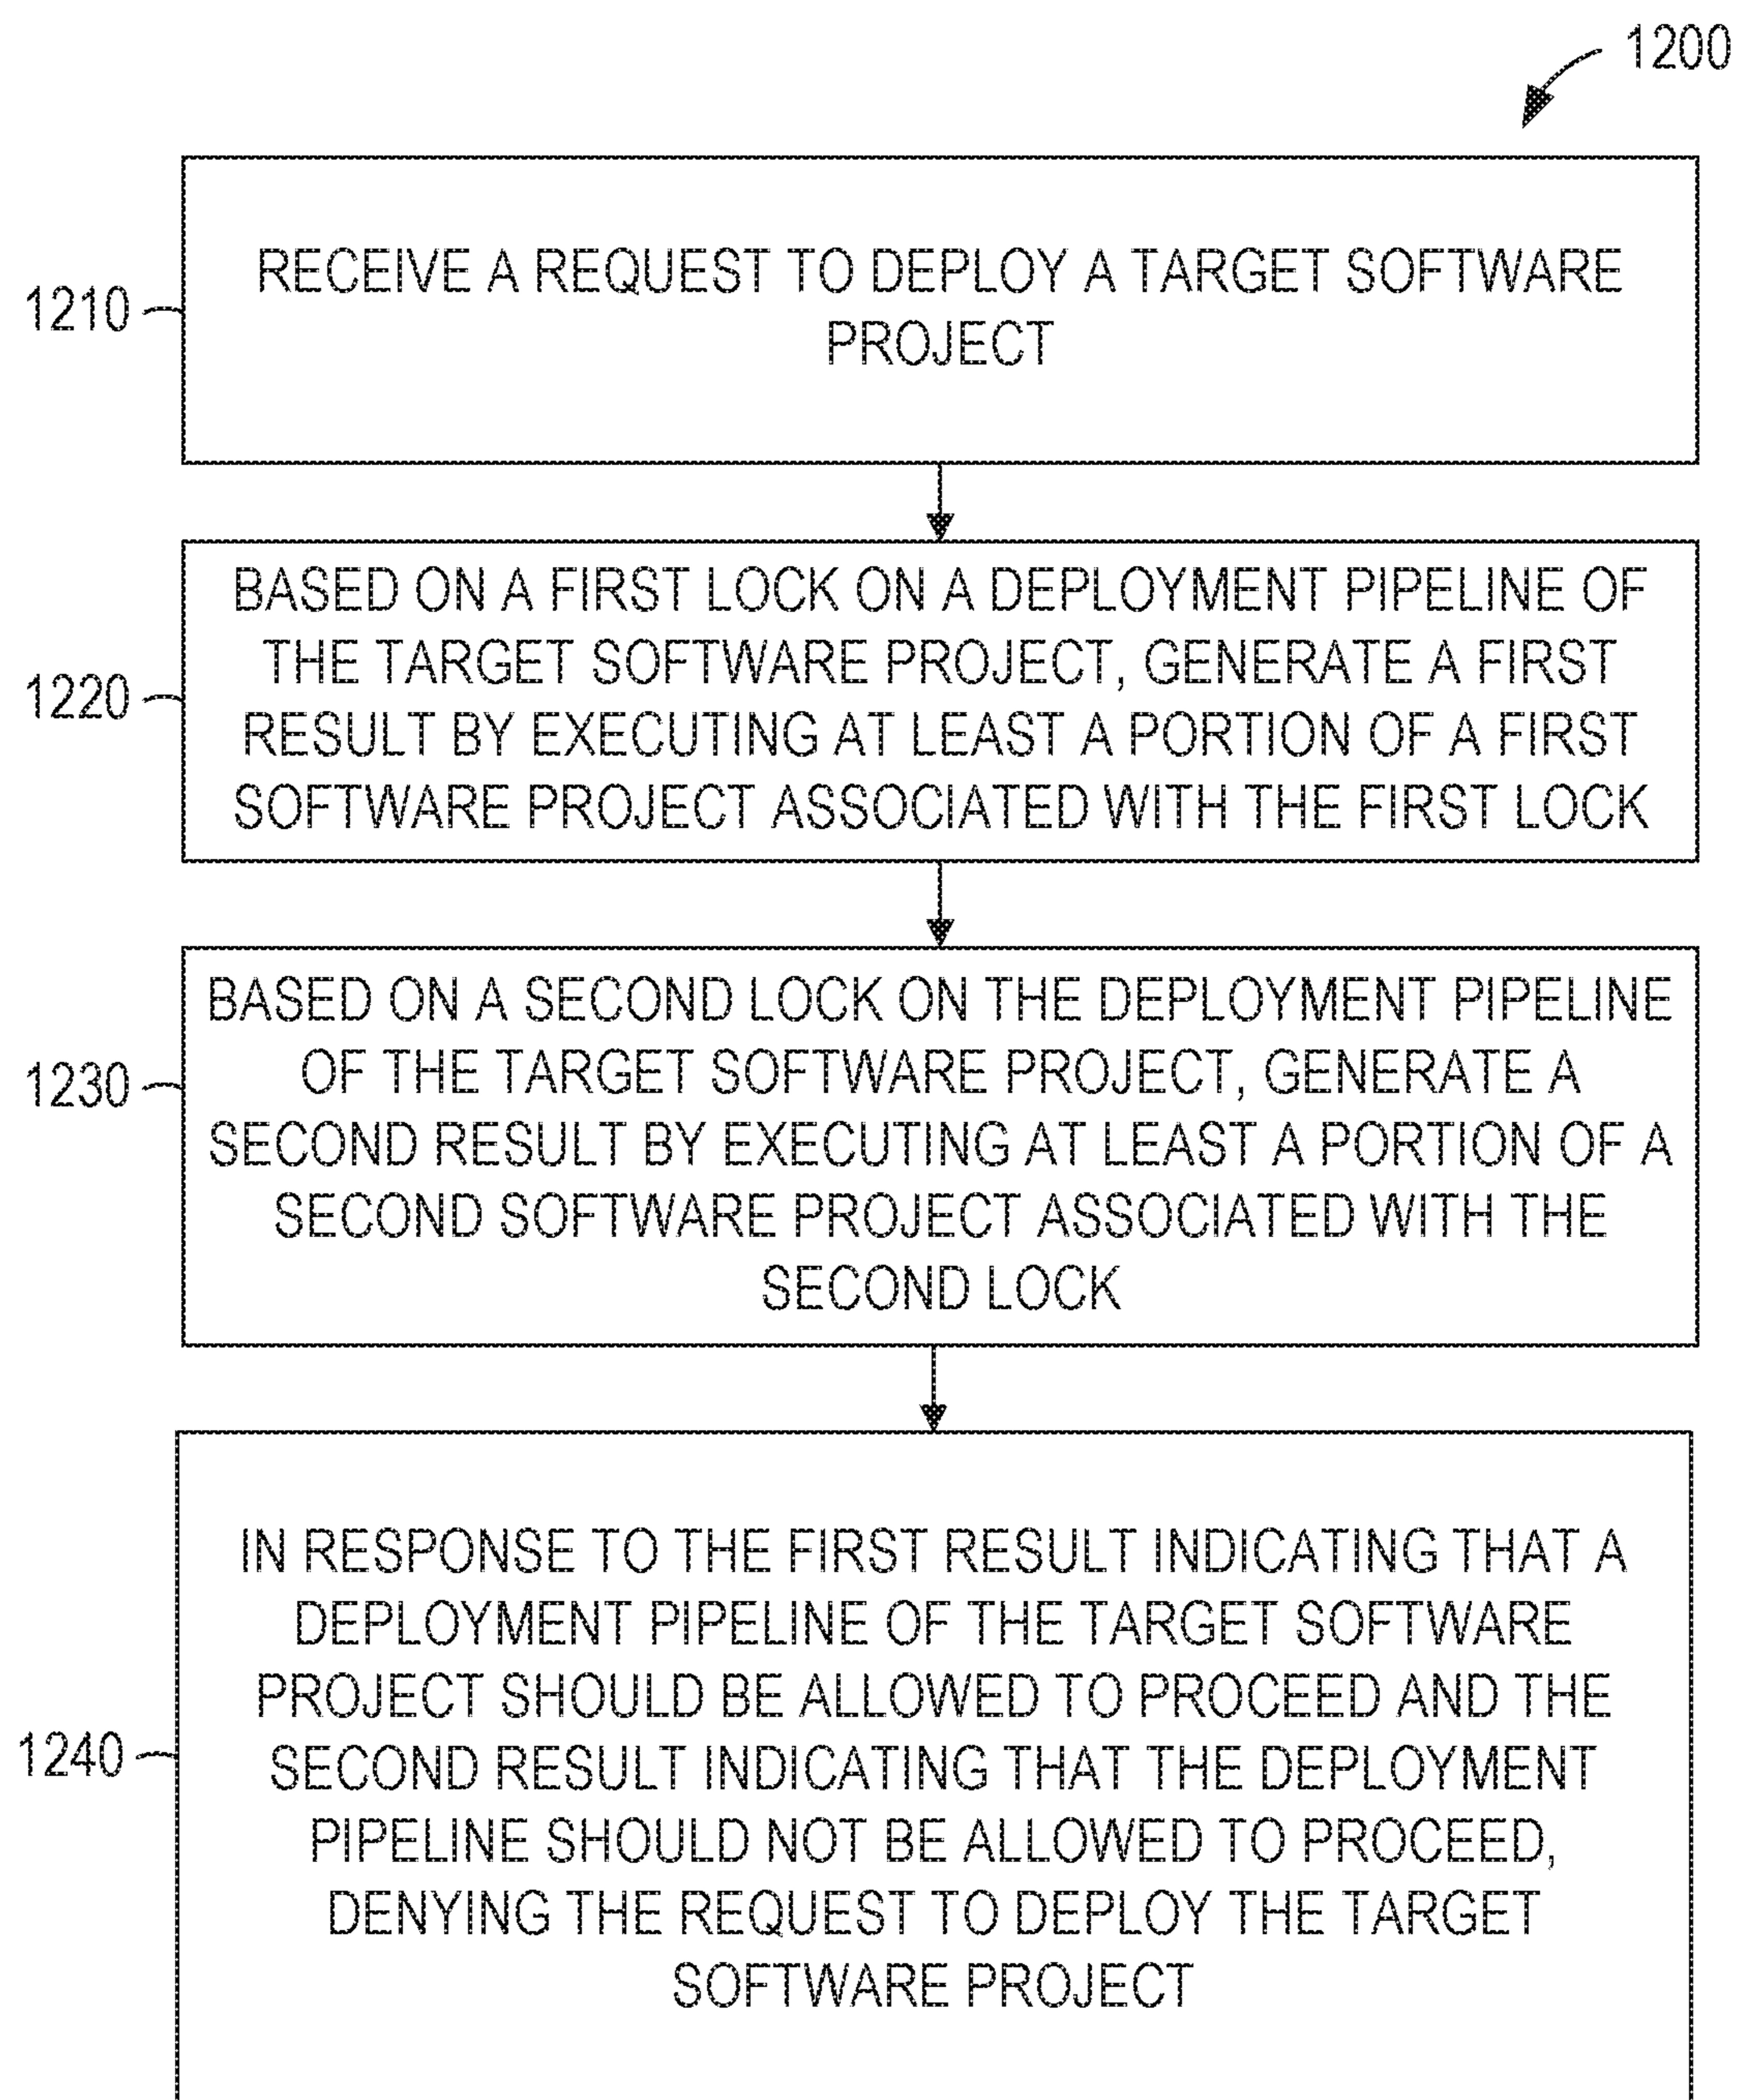 1200
1210
RECEIVE A REQUEST TO DEPLOY A TARGET SOFTWARE
PROJECT
1220
BASED ON A FIRST LOCK ON A DEPLOYMENT PIPELINE OF
THE TARGET SOFTWARE PROJECT, GENERATE A FIRST
RESULT BY EXECUTING AT LEAST A PORTION OF A FIRST
SOFTWARE PROJECT ASSOCIATED WITH THE FIRST LOCK
1230
BASED ON A SECOND LOCK ON THE DEPLOYMENT PIPELINE
OF THE TARGET SOFTWARE PROJECT, GENERATE A
SECOND RESULT BY EXECUTING AT LEAST A PORTION OF A
SECOND SOFTWARE PROJECT ASSOCIATED WITH THE
SECOND LOCK
1240
IN RESPONSE TO THE FIRST RESULT INDICATING THAT A
DEPLOYMENT PIPELINE OF THE TARGET SOFTWARE
PROJECT SHOULD BE ALLOWED TO PROCEED AND THE
SECOND RESULT INDICATING THAT THE DEPLOYMENT
PIPELINE SHOULD NOT BE ALLOWED TO PROCEED,
DENYING THE REQUEST TO DEPLOY THE TARGET
SOFTWARE PROJECT